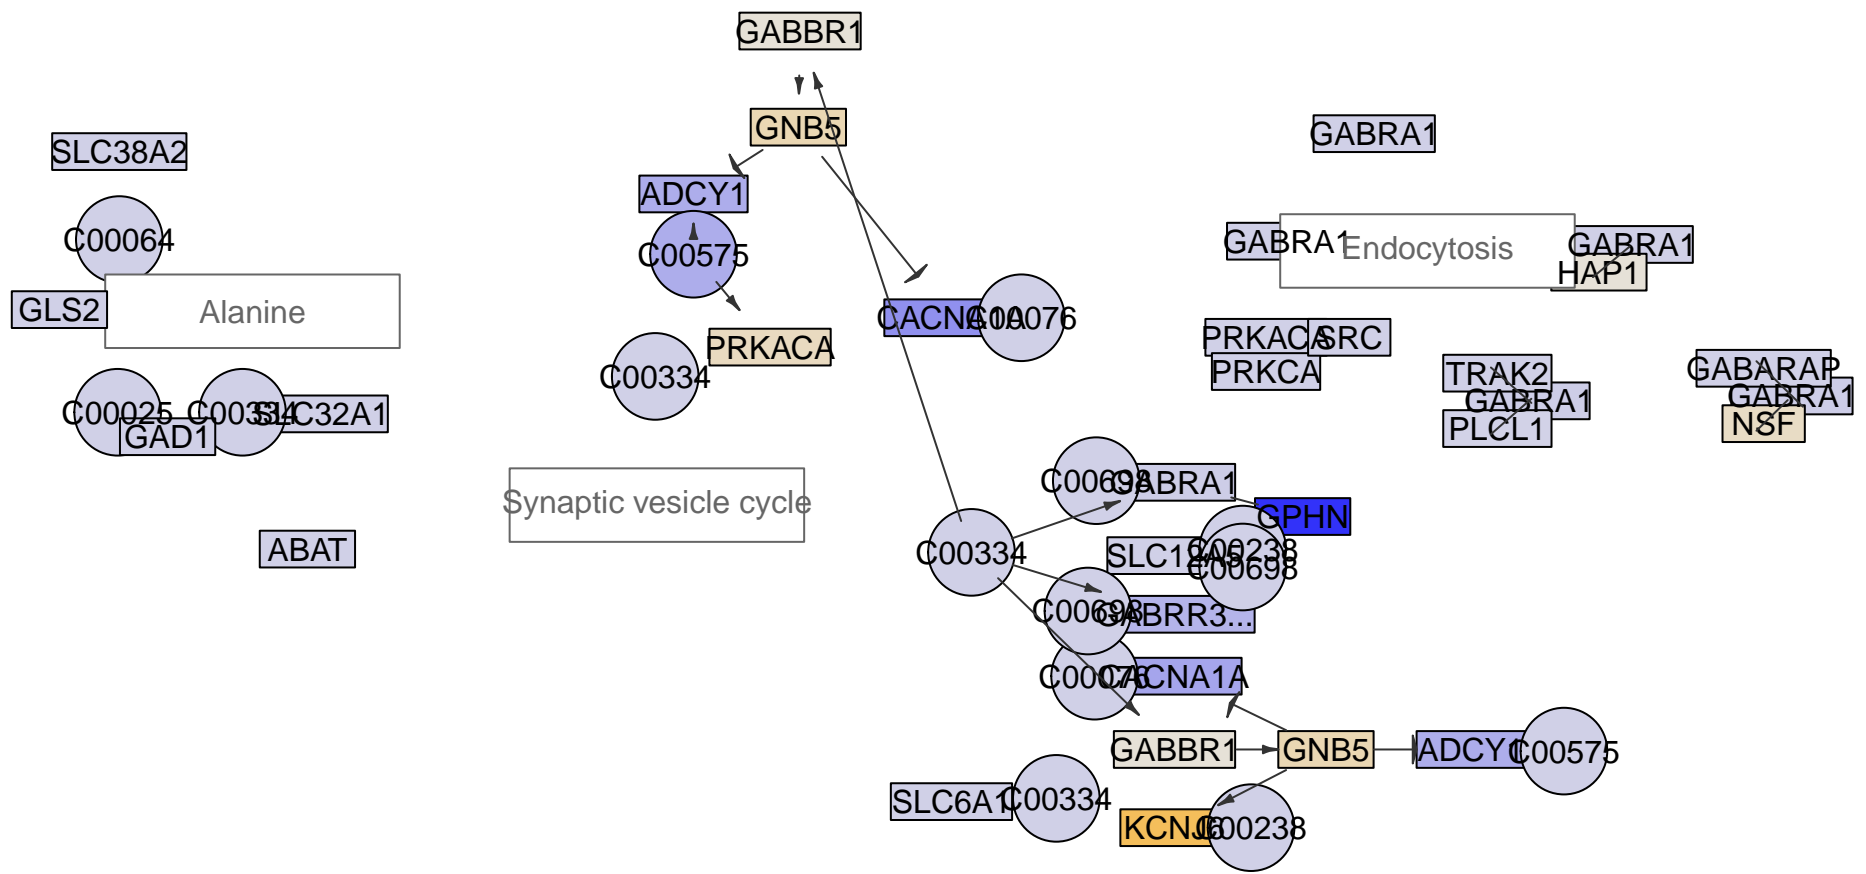 GABBR1
GNB5
SLC38A2
GABRA1
ADCY1
C00064
C00575
GABRA1
Endocytosis
GABRA1
HAP1
GLS2
Alanine
CACNA1A
C00076
PRKACA
C00334
PRKACA
SRC
PRKCA
TRAK2
GABRA1
PLCL1
GABARAP
GABRA1
NSF
C00025
GAD1
C00334
SLC32A1
Synaptic vesicle cycle
C00698
GABRA1
GPHN
ABAT
C00334
SLC12A5
C00238
C00698
C00698
GABRR3...
C00076
CACNA1A
GABBR1
GNB5
ADCY1
C00575
SLC6A1
C00334
KCNJ6
C00238